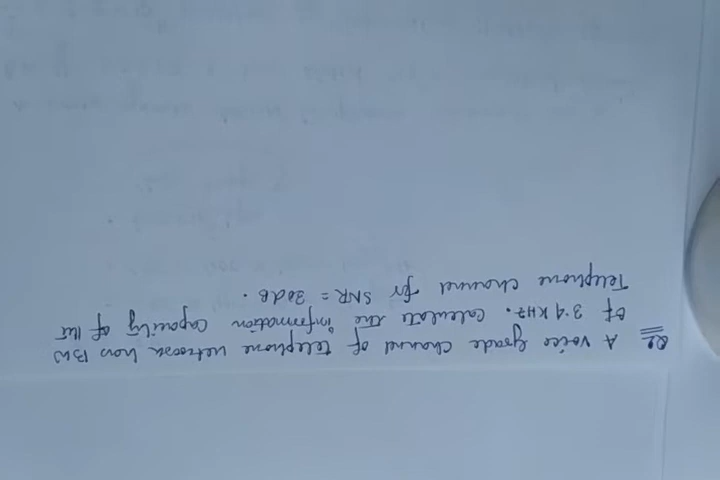 Q2 A voice grade channel of telephone network has BW
of 3.4 kHz. Calculate the information capacity of the
Telephone channel for SNR = 30dB.